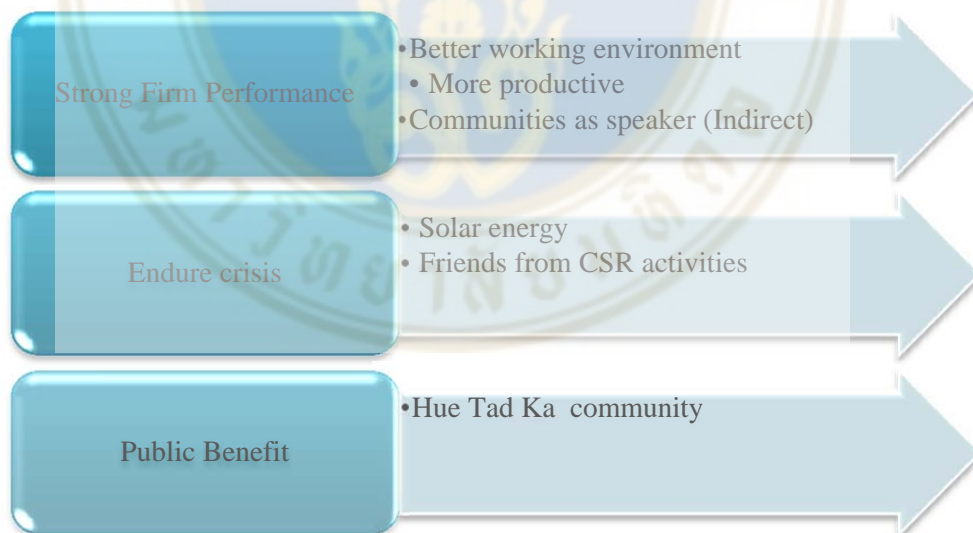 Strong Firm Performance
•Better working environment
• More productive
•Communities as speaker (Indirect)
Endure crisis
• Solar energy
• Friends from CSR activities
Public Benefit
•Hue Tad Ka community